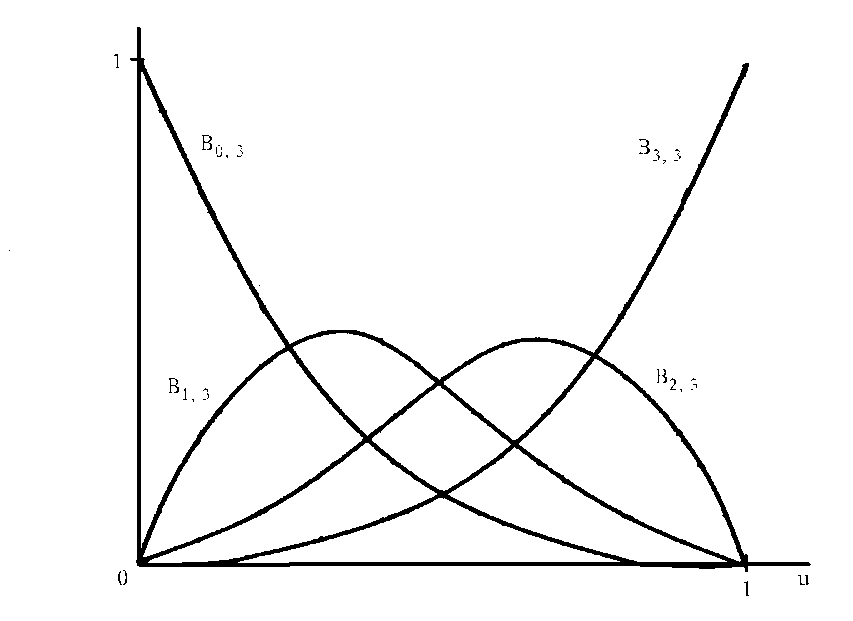 1
B0, 3
B3, 3
B1, 3
B2, 3
0
1
u